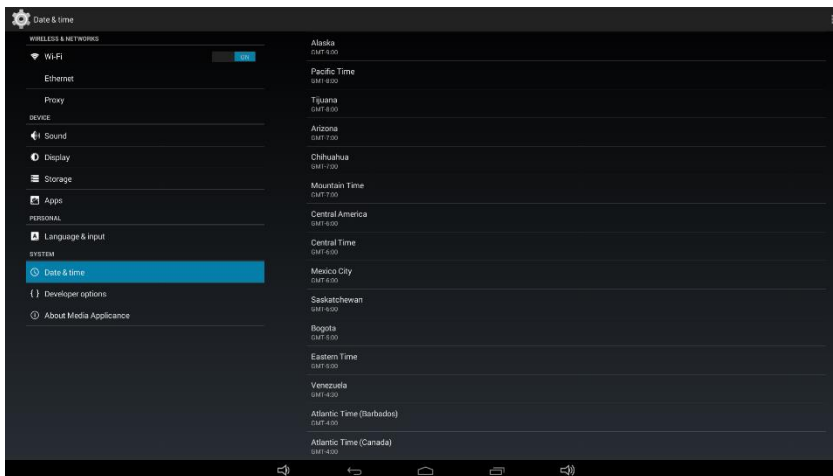 Date & time
WIRELESS & NETWORKS
Wi-Fi
ON
Ethernet
Proxy
DEVICE
Sound
Display
Storage
Apps
PERSONAL
A
Language & input
SYSTEM
Date & time
{ } Developer options
About Media Applicance
Alaska
GMT-9:00
Pacific Time
GMT-8:00
Tijuana
GMT-8:00
Arizona
GMT-7:00
Chihuahua
GMT-7:00
Mountain Time
GMT-7:00
Central America
GMT-6:00
Central Time
GMT-6:00
Mexico City
GMT-6:00
Saskatchewan
GMT-6:00
Bogota
GMT-5:00
Eastern Time
GMT-5:00
Venezuela
GMT-4:30
Atlantic Time (Barbados)
GMT-4:00
Atlantic Time (Canada)
GMT-4:00